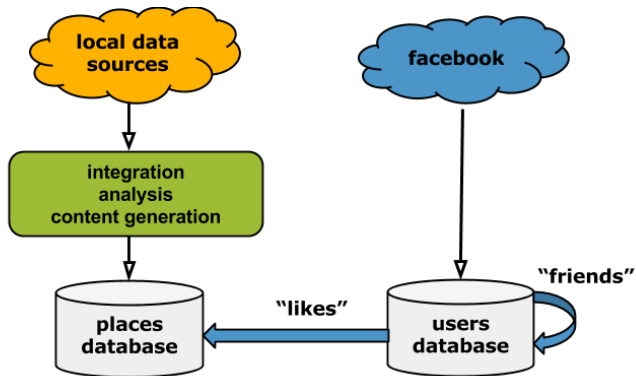 local data
sources
facebook
integration
analysis
content generation
"friends"
"likes"
places
database
users
database